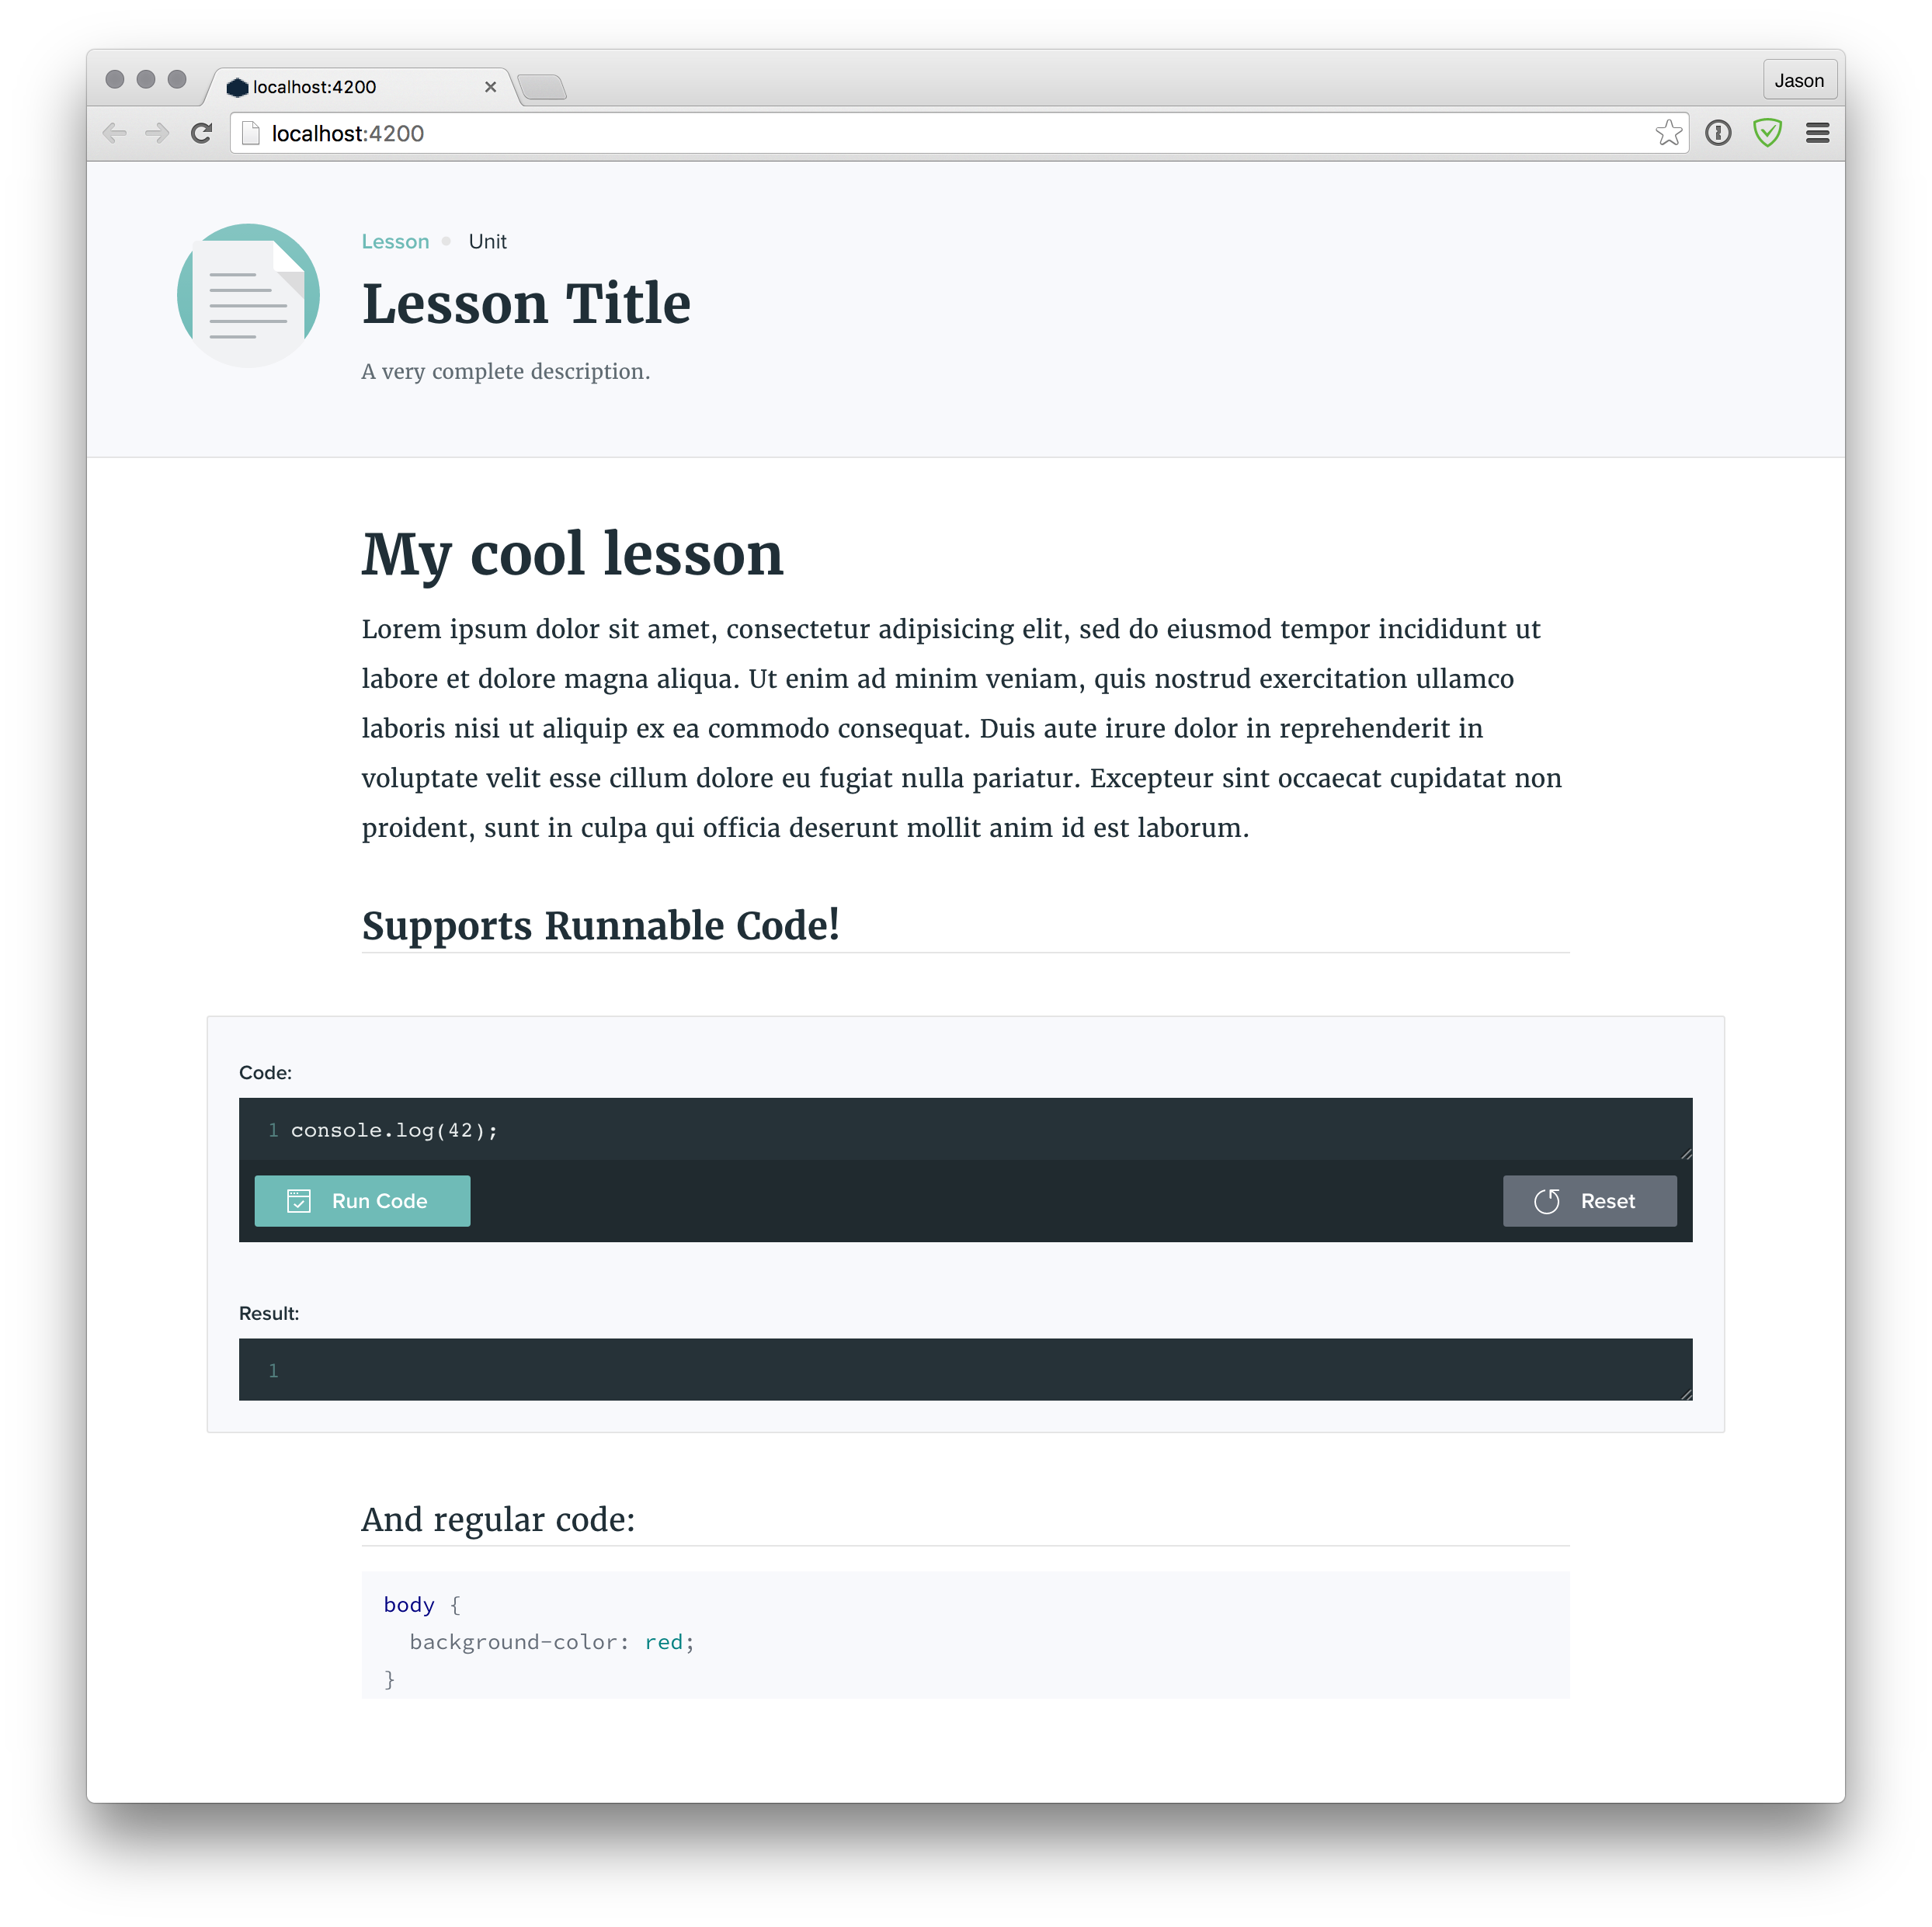 localhost:4200
Jason
localhost:4200
Lesson Unit
Lesson Title
A very complete description.
My cool lesson
Lorem ipsum dolor sit amet, consectetur adipisicing elit, sed do eiusmod tempor incididunt ut
labore et dolore magna aliqua. Ut enim ad minim veniam, quis nostrud exercitation ullamco
laboris nisi ut aliquip ex ea commodo consequat. Duis aute irure dolor in reprehenderit in
voluptate velit esse cillum dolore eu fugiat nulla pariatur. Excepteur sint occaecat cupidatat non
proident, sunt in culpa qui officia deserunt mollit anim id est laborum.
Supports Runnable Code!
Code:
1 console.log(42);
Run Code
Reset
Result:
1
And regular code:
body {
  background-color: red;
}